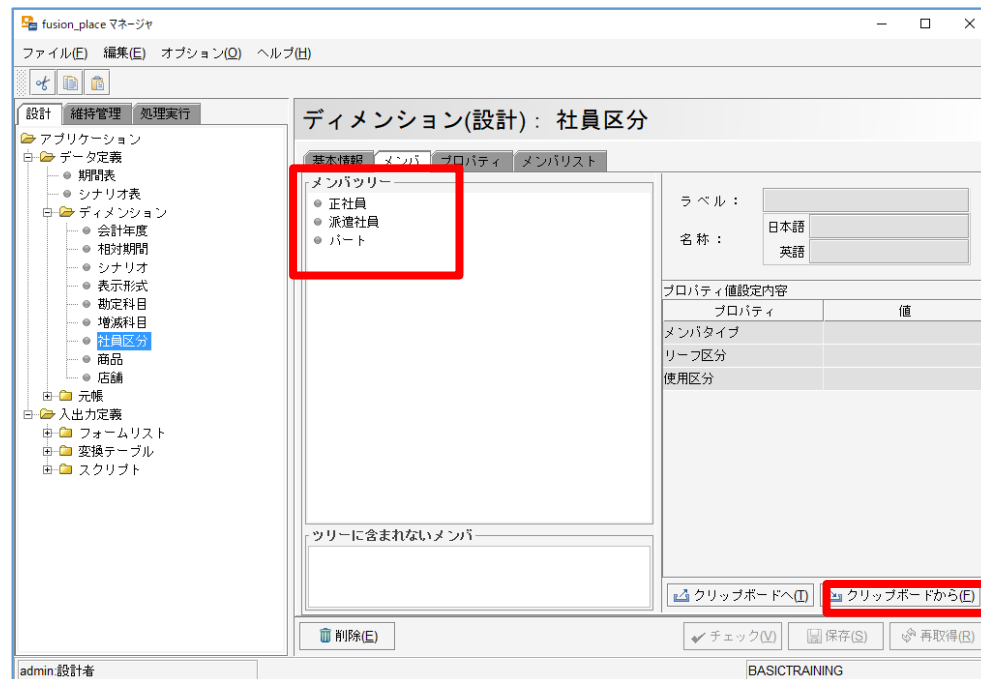 fusion_place マネージャ
ファイル(F) 編集(E) オプション(O) ヘルプ(H)
設計 維持管理 処理実行
アプリケーション
データ定義
期間表
シナリオ表
ディメンション
会計年度
相対期間
シナリオ
表示形式
勘定科目
増減科目
社員区分
商品
店舗
元帳
入出力定義
フォームリスト
変換テーブル
スクリプト
ディメンション(設計)： 社員区分
基本情報 メンバ プロパティ メンバリスト
メンバツリー
正社員
派遣社員
パート
ツリーに含まれないメンバ
ラベル：
名称： 日本語
英語
プロパティ値設定内容
プロパティ 値
メンバタイプ
リーフ区分
使用区分
クリップボードへ(T) クリップボードから(F)
削除(E) チェック(V) 保存(S) 再取得(R)
admin:設計者 BASICTRAINING